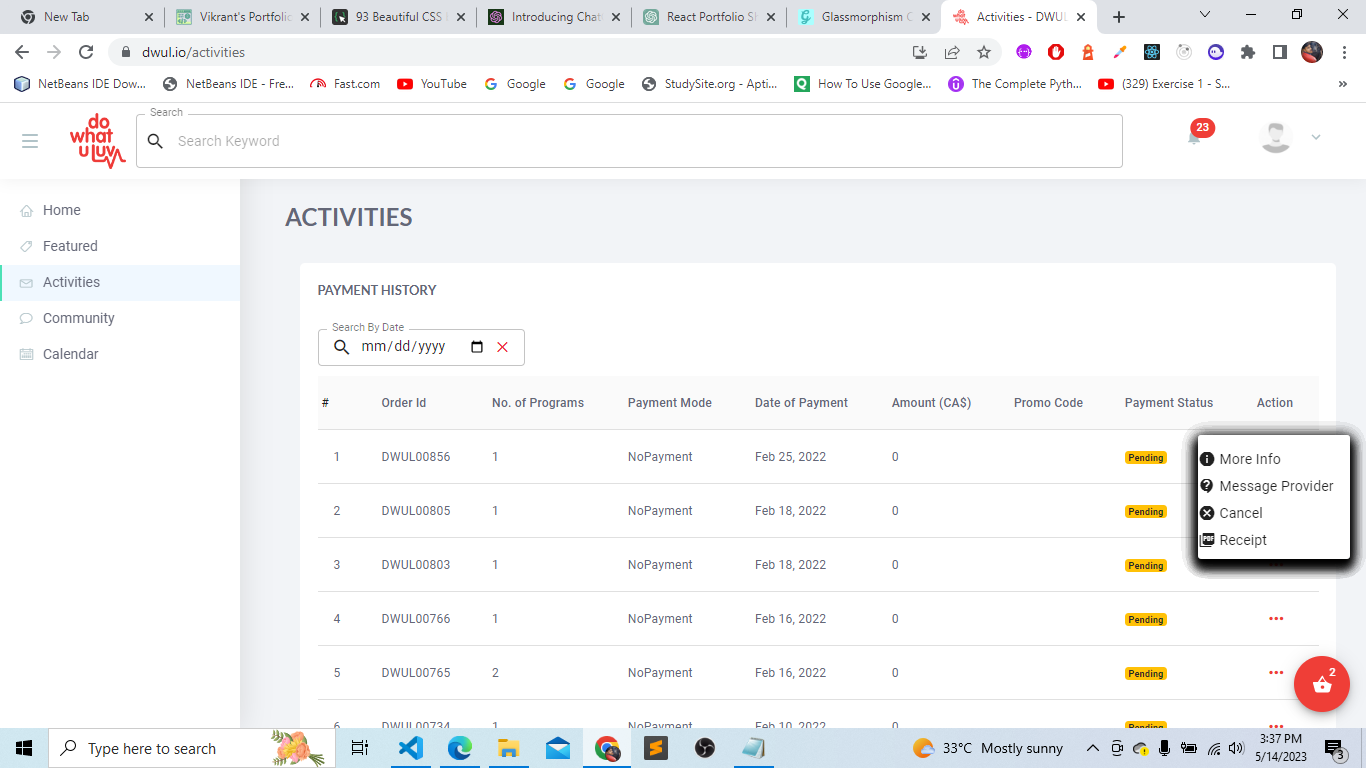 New Tab
Vikrant's Portfolio
93 Beautiful CSS
Introducing Chat
React Portfolio S
Glassmorphism
Activities - DWUL
dwul.io/activities
NetBeans IDE Dow...
NetBeans IDE - Fre...
Fast.com
YouTube
Google
Google
StudySite.org - Apti...
How To Use Google...
The Complete Pyth...
(329) Exercise 1 - S...
do
what
u luv
Search
Search Keyword
23
Home
Featured
Activities
Community
Calendar
ACTIVITIES
PAYMENT HISTORY
Search By Date
mm/dd/yyyy
# Order Id No. of Programs Payment Mode Date of Payment Amount (CA$) Promo Code Payment Status Action
1 DWUL00856 1 NoPayment Feb 25, 2022 0 Pending
2 DWUL00805 1 NoPayment Feb 18, 2022 0 Pending
3 DWUL00803 1 NoPayment Feb 18, 2022 0 Pending
4 DWUL00766 1 NoPayment Feb 16, 2022 0 Pending
5 DWUL00765 2 NoPayment Feb 16, 2022 0 Pending
6 DWUL00734 1 NoPayment Feb 10, 2022 0 Pending
More Info
Message Provider
Cancel
PDF Receipt
2
Type here to search
33°C Mostly sunny
3:37 PM
5/14/2023
3